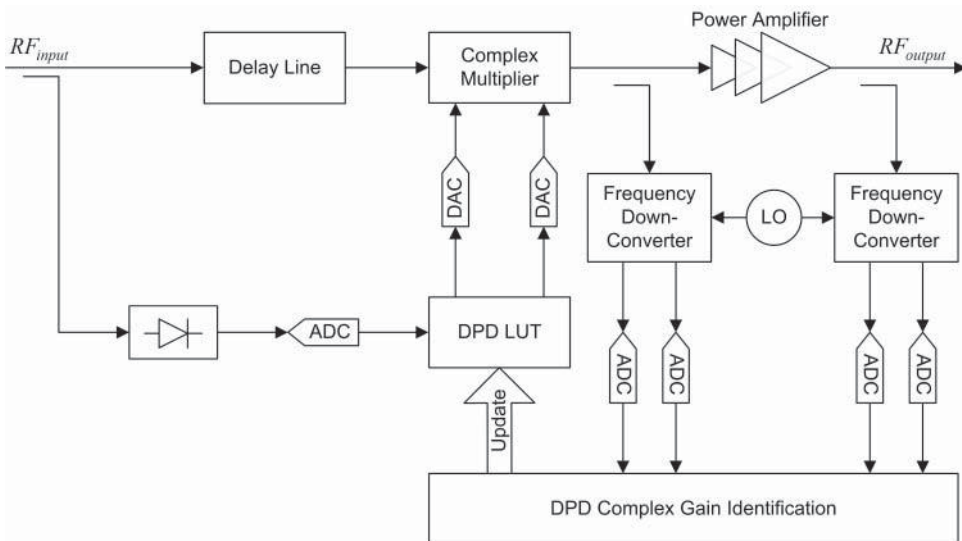 Power Amplifier
RF_input
Delay Line
Complex
Multiplier
RF_output
DAC
DAC
Frequency
Down-
Converter
LO
Frequency
Down-
Converter
ADC
DPD LUT
ADC
ADC
ADC
ADC
Update
DPD Complex Gain Identification